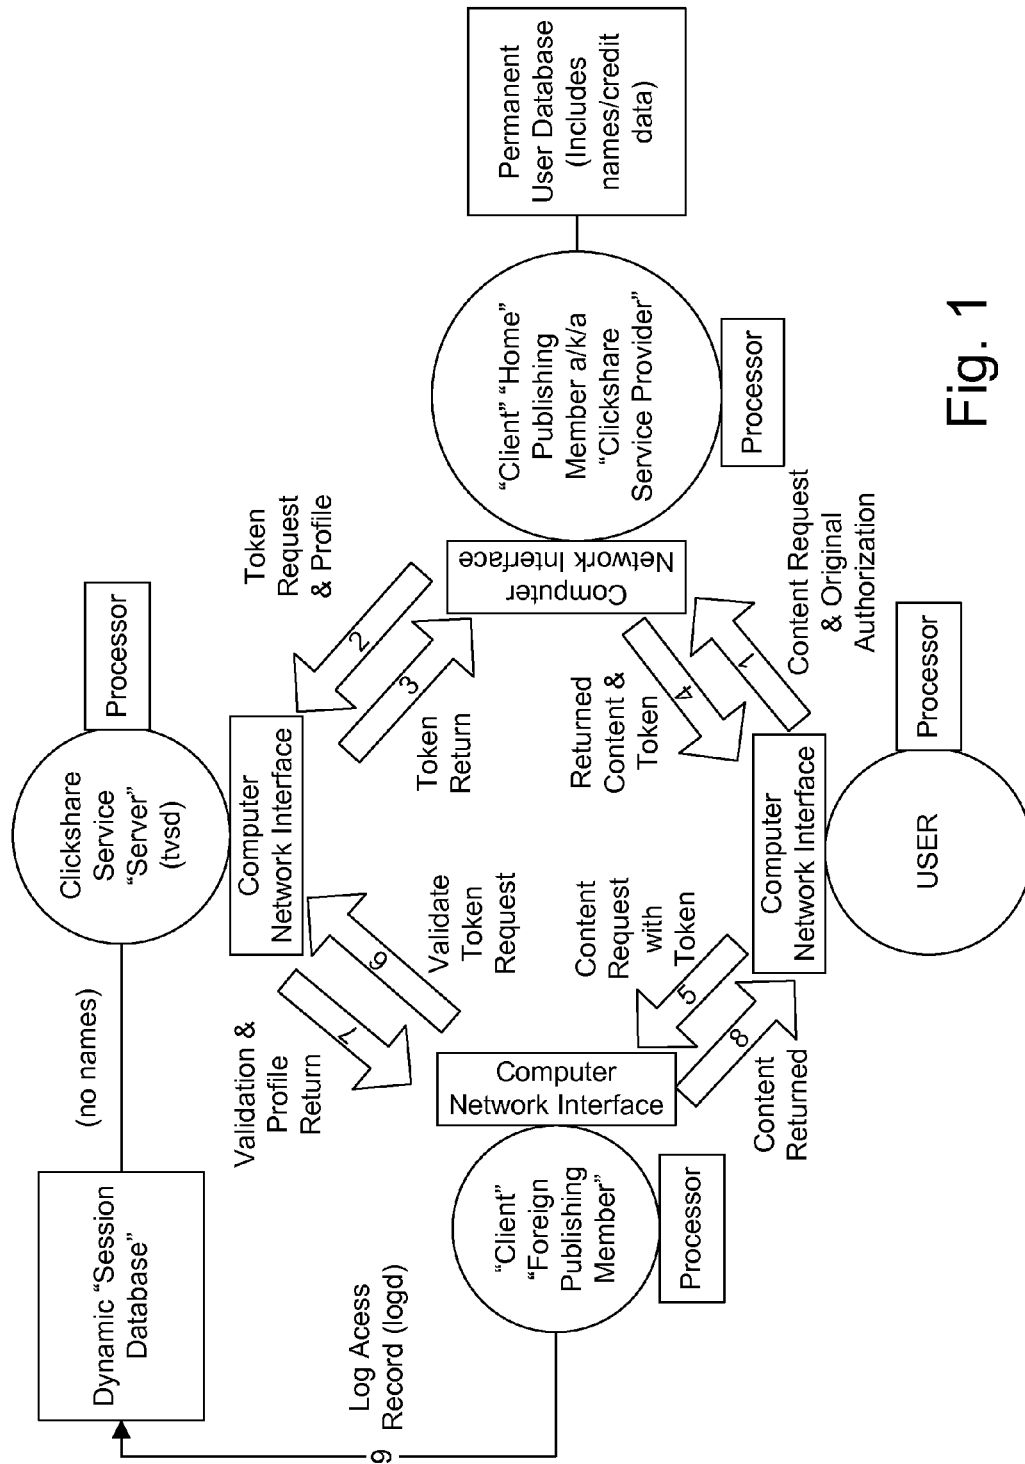 Dynamic “Session
Database”
(no names)
Clickshare
Service
“Server”
(tvsd)
Processor
Computer
Network Interface
Validation &
Profile
Return
7
6
Validate
Token
Request
Token
Request
& Profile
2
3
Token
Return
Log Acess
Record (logd)
9
“Client”
“Foreign
Publishing
Member”
Processor
Computer
Network Interface
“Client” “Home”
Publishing
Member a/k/a
“Clickshare
Service Provider”
Processor
Computer
Network Interface
Permanent
User Database
(Includes
names/credit
data)
Content
Request
with
Token
5
8
Content
Returned
Returned
Content &
Token
4
1
Content Request
& Original
Authorization
Computer
Network Interface
USER
Processor
Fig. 1